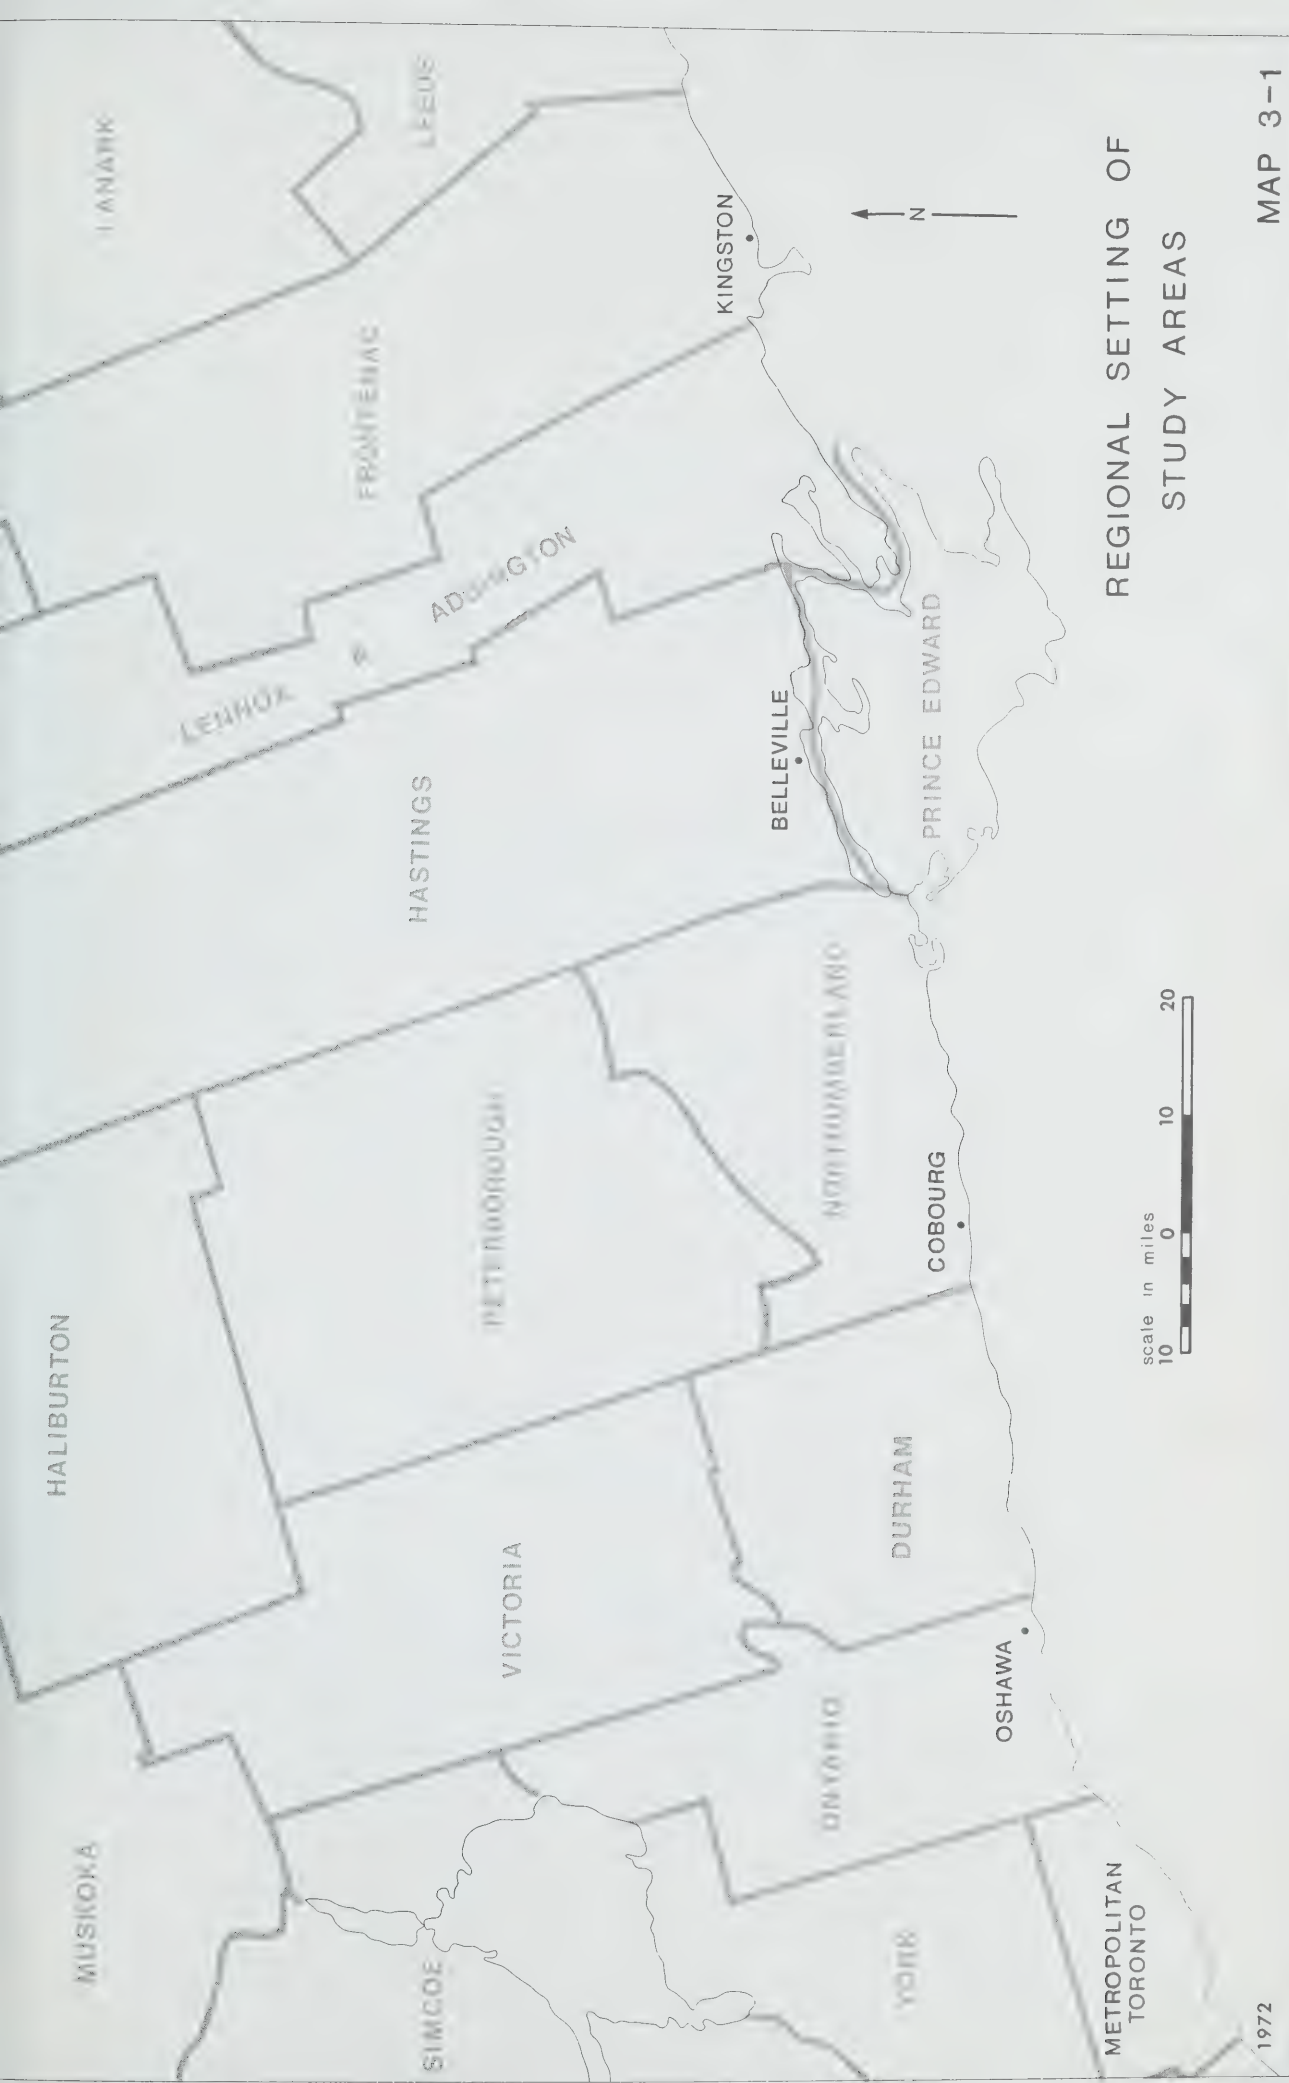 MUSKOKA
HALIBURTON
LANARK
LEEDS
SIMCOE
VICTORIA
PETERBOROUGH
HASTINGS
LENNOX
&
ADDINGTON
FRONTENAC
YORK
ONTARIO
DURHAM
NORTHUMBERLAND
PRINCE EDWARD
METROPOLITAN
TORONTO
OSHAWA
COBOURG
BELLEVILLE
KINGSTON
N
scale in miles
10 0 10 20
REGIONAL SETTING OF
STUDY AREAS
1972
MAP 3-1